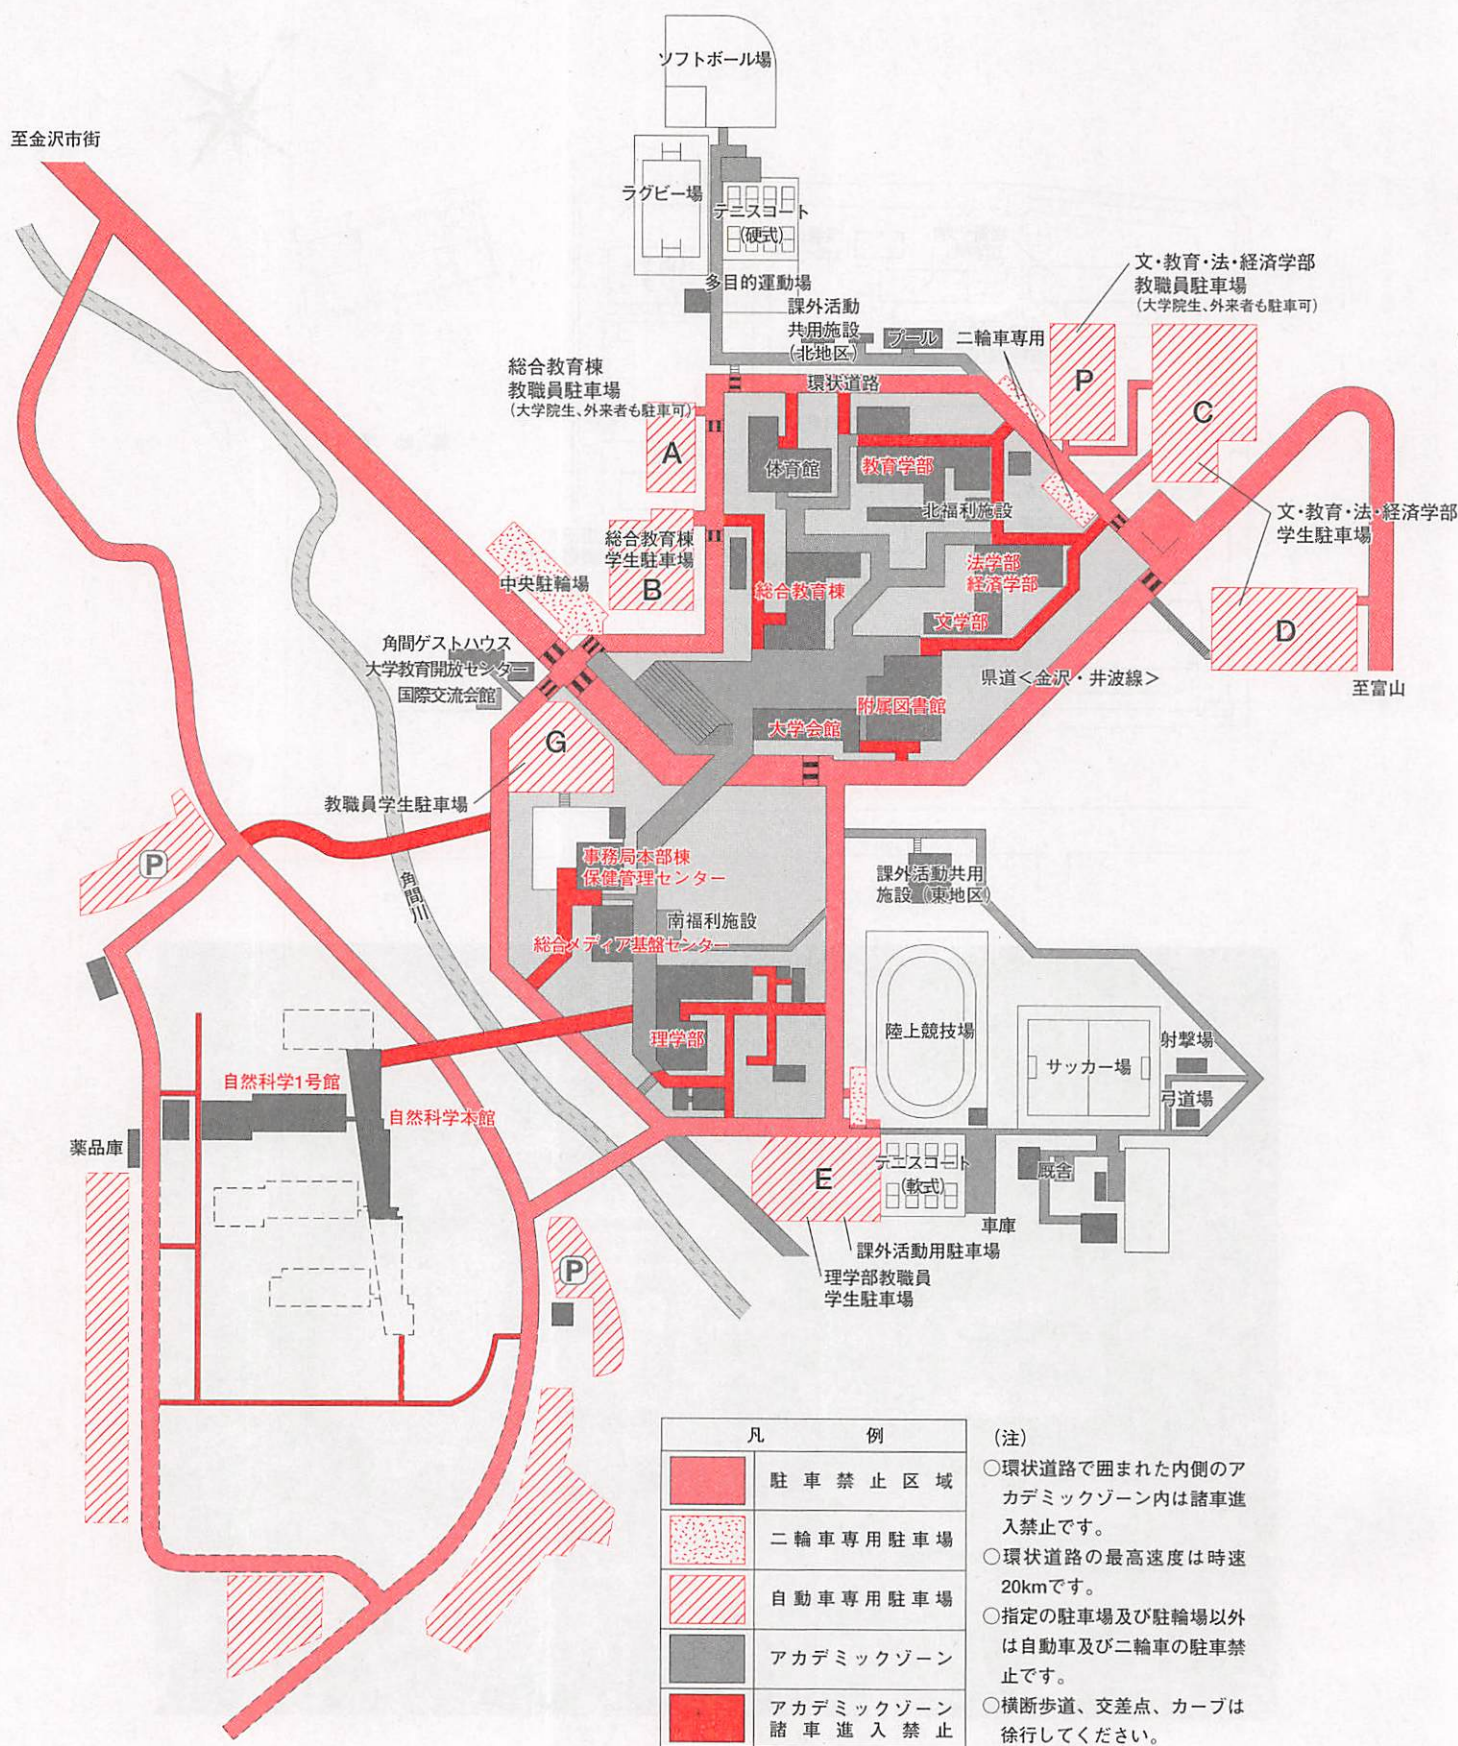 ソフトボール場
至金沢市街
ラグビー場
テニスコート
(硬式)
多目的運動場
課外活動
共用施設
(北地区)
プール
二輪車専用
文・教育・法・経済学部
教職員駐車場
(大学院生、外来者も駐車可)
総合教育棟
教職員駐車場
(大学院生、外来者も駐車可)
環状道路
P
C
A
体育館
教育学部
北福利施設
文・教育・法・経済学部
学生駐車場
総合教育棟
学生駐車場
B
中央駐輪場
総合教育棟
法学部
経済学部
文学部
D
角間ゲストハウス
大学教育開放センター
国際交流会館
県道<金沢・井波線>
至富山
附属図書館
大学会館
G
教職員学生駐車場
P
角間川
事務局本部棟
保健管理センター
南福利施設
総合メディア基盤センター
課外活動共用
施設(東地区)
理学部
陸上競技場
サッカー場
射撃場
弓道場
自然科学1号館
自然科学本館
薬品庫
E
テニスコート
(軟式)
厩舎
車庫
課外活動用駐車場
理学部教職員
学生駐車場
P
凡例
駐車禁止区域
二輪車専用駐車場
自動車専用駐車場
アカデミックゾーン
アカデミックゾーン
諸車進入禁止
(注)
○環状道路で囲まれた内側のア
カデミックゾーン内は諸車進
入禁止です。
○環状道路の最高速度は時速
20kmです。
○指定の駐車場及び駐輪場以外
は自動車及び二輪車の駐車禁
止です。
○横断歩道、交差点、カーブは
徐行してください。